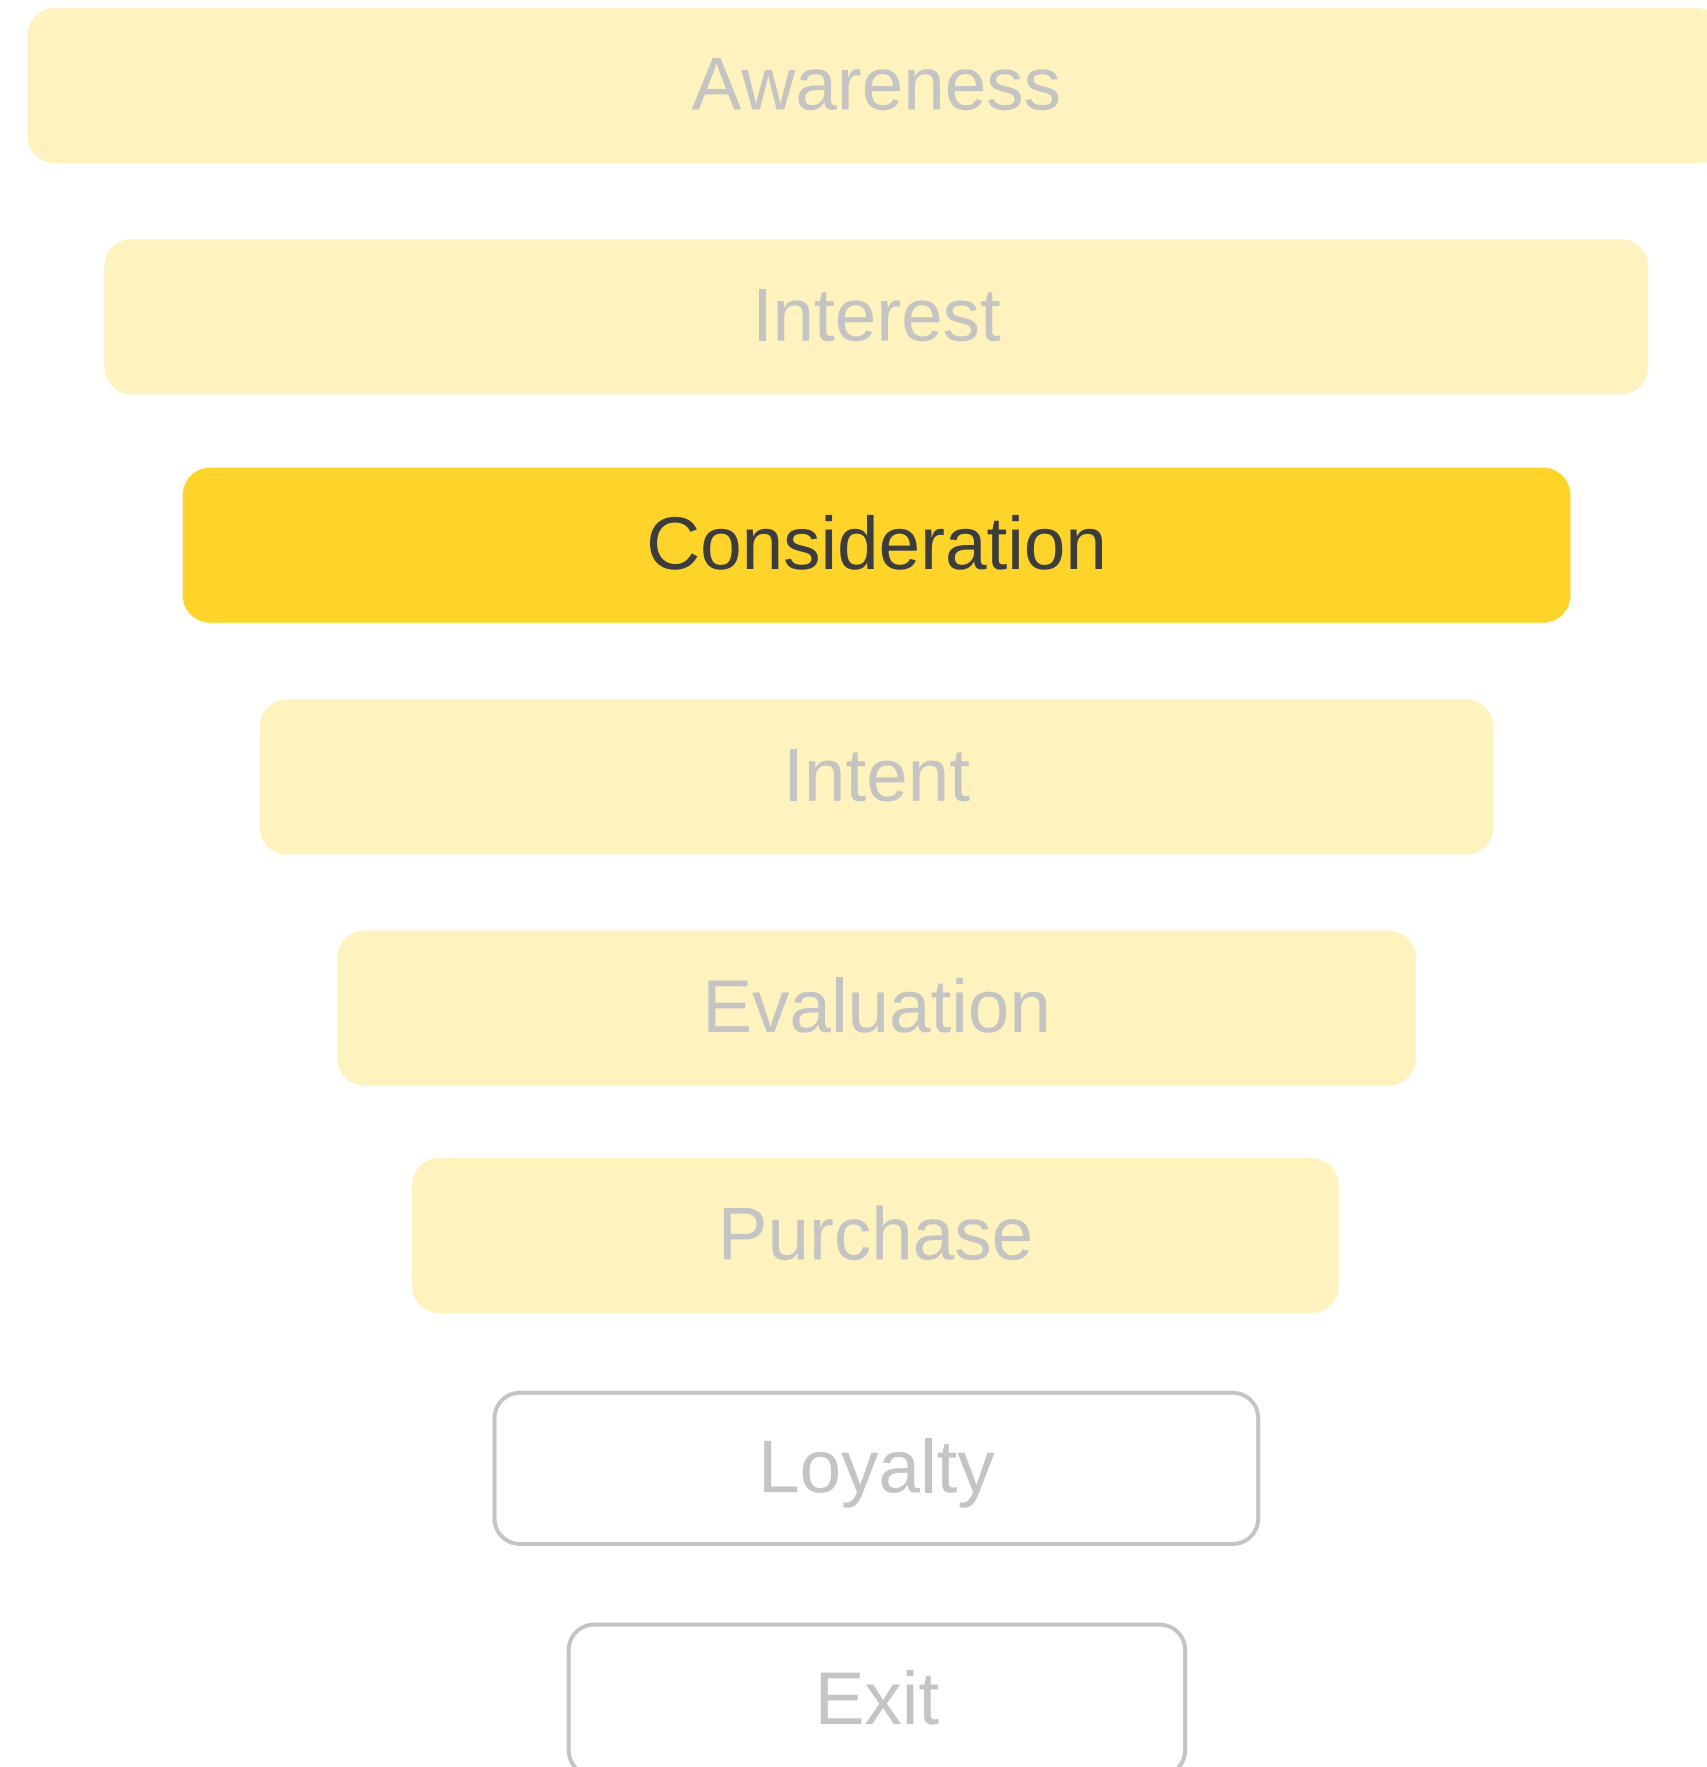 Awareness
Interest
Consideration
Intent
Evaluation
Purchase
Loyalty
Exit